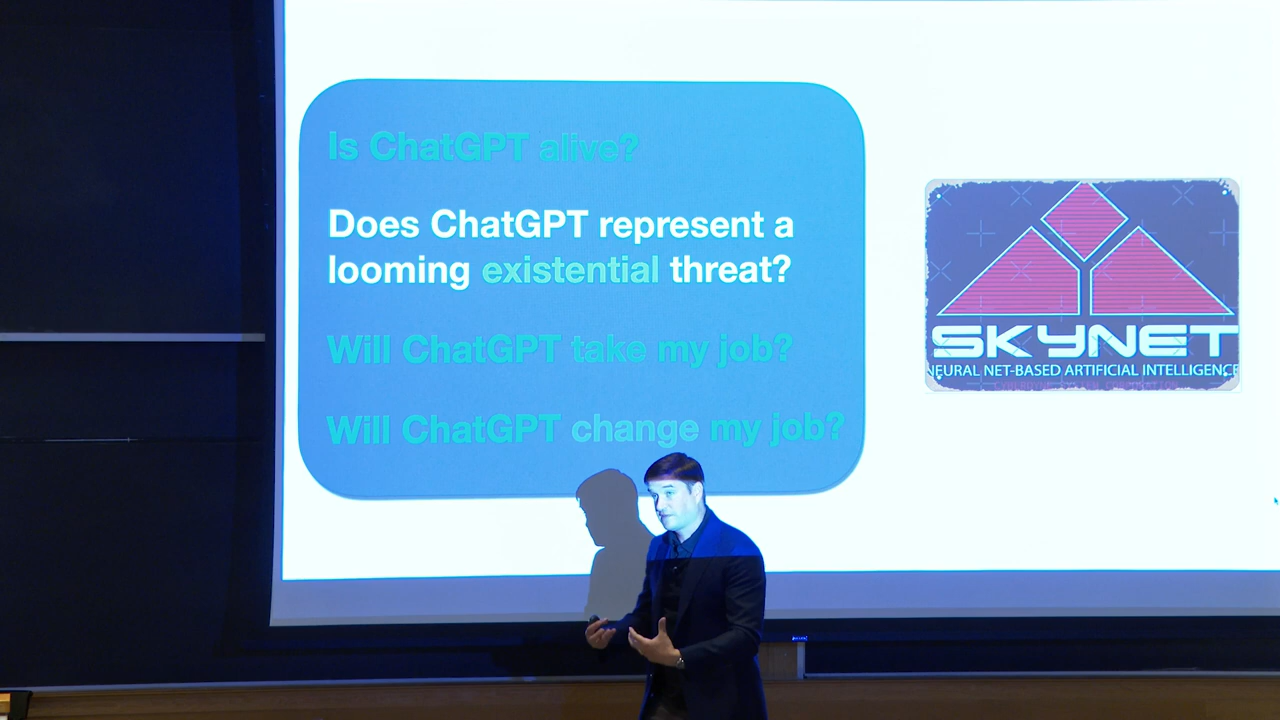 Is ChatGPT alive?
Does ChatGPT represent a
looming existential threat?
Will ChatGPT take my job?
Will ChatGPT change my job?
SKYNET
NEURAL NET-BASED ARTIFICIAL INTELLIGENCE